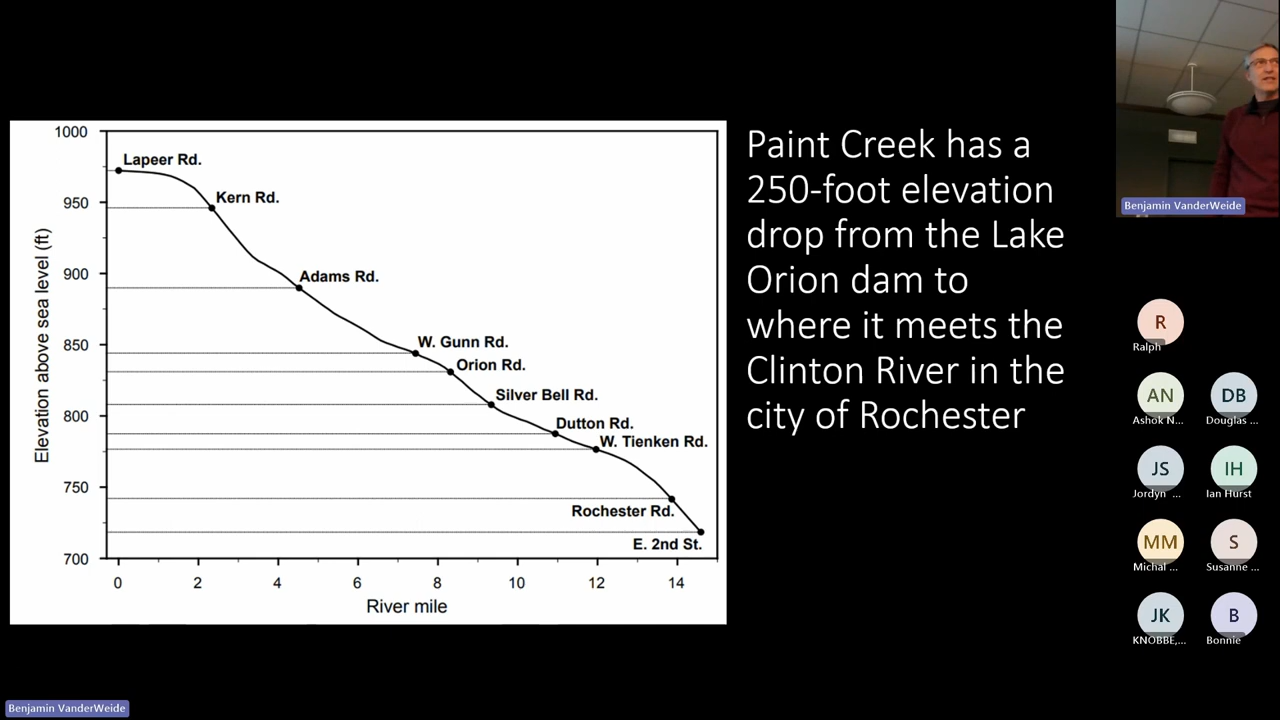 1000
950
900
850
800
750
700
Elevation above sea level (ft)
Lapeer Rd.
Kern Rd.
Adams Rd.
W. Gunn Rd.
Orion Rd.
Silver Bell Rd.
Dutton Rd.
W. Tienken Rd.
Rochester Rd.
E. 2nd St.
0 2 4 6 8 10 12 14
River mile
Paint Creek has a
250-foot elevation
drop from the Lake
Orion dam to
where it meets the
Clinton River in the
city of Rochester
Benjamin VanderWeide
R
Ralph
AN DB
Ashok N... Douglas ...
JS IH
Jordyn ... Ian Hurst
MM S
Michal ... Susanne ...
JK B
KNOBBE,... Bonnie
Benjamin VanderWeide